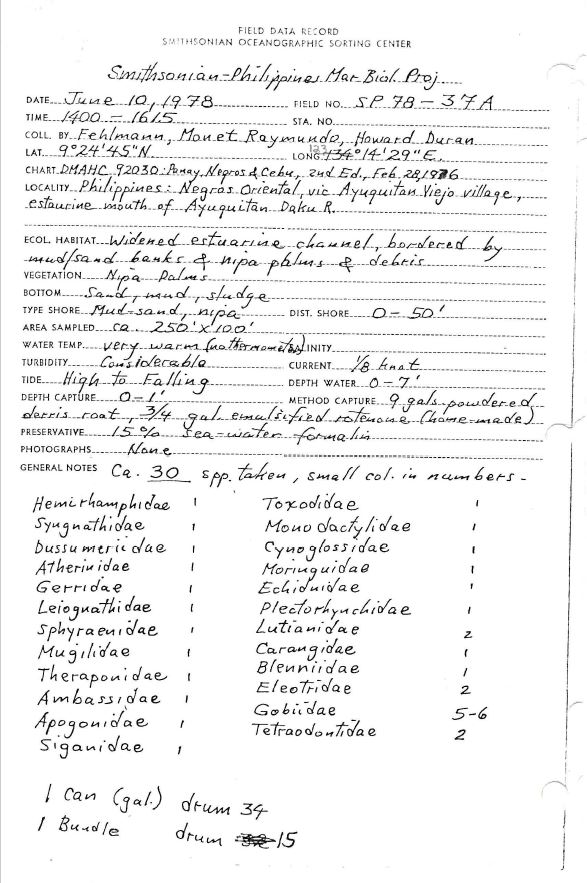 FIELD DATA RECORD
SMITHSONIAN OCEANOGRAPHIC SORTING CENTER
Smithsonian-Philippines Mar. Biol. Proj.
DATE June 10, 1978 FIELD NO. SP 78-37A
TIME 1400-1615 STA. NO.
COLL. BY Fehlmann, Monet Raymundo, Howard Duran
LAT. 9°24'45"N LONG 123 134°14'29"E.
CHART DMAHC 92030: Panay, Negros & Cebu, 2nd Ed., Feb. 28, 1976
LOCALITY Philippines: Negros Oriental, vic Ayuquitan Viejo village,
estaurine mouth of Ayuquitan Daku R.
ECOL. HABITAT Widened estuarine channel, bordered by
mud/sand banks & nipa palms & debris
VEGETATION Nipa Palms
BOTTOM Sand, mud, sludge
TYPE SHORE Mud-sand, nipa DIST. SHORE 0-50'
AREA SAMPLED ca. 250' x 100'
WATER TEMP. very warm (no thermometer) INITY
TURBIDITY Considerable CURRENT 1/8 knot
TIDE High to Falling DEPTH WATER 0-7'
DEPTH CAPTURE 0-1' METHOD CAPTURE 9 gals powdered
derris root, 3/4 gal emulsified rotenone (home-made)
PRESERVATIVE 15% sea-water formalin
PHOTOGRAPHS None
GENERAL NOTES Ca. 30 spp. taken, small col. in numbers-
Hemirhamphidae 1 Toxodidae 1
Syngnathidae 1 Monodactylidae 1
Dussumeriidae 1 Cynoglossidae 1
Atherinidae 1 Moringuidae 1
Gerridae 1 Echidnidae 1
Leiognathidae 1 Plectorhynchidae 1
Sphyraenidae 1 Lutianidae 2
Mugilidae 1 Carangidae 1
Theraponidae 1 Blenniidae 1
Ambassidae 1 Eleotridae 2
Apogonidae 1 Gobiidae 5-6
Siganidae 1 Tetraodontidae 2
1 Can (gal.) drum 34
1 Bundle drum 15